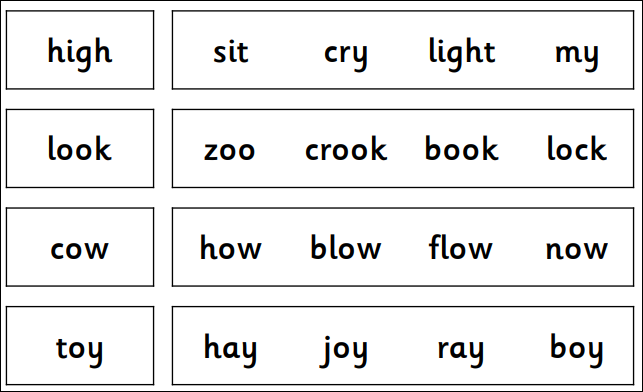 high sit cry light my
look zoo crook book lock
cow how blow flow now
toy hay joy ray boy